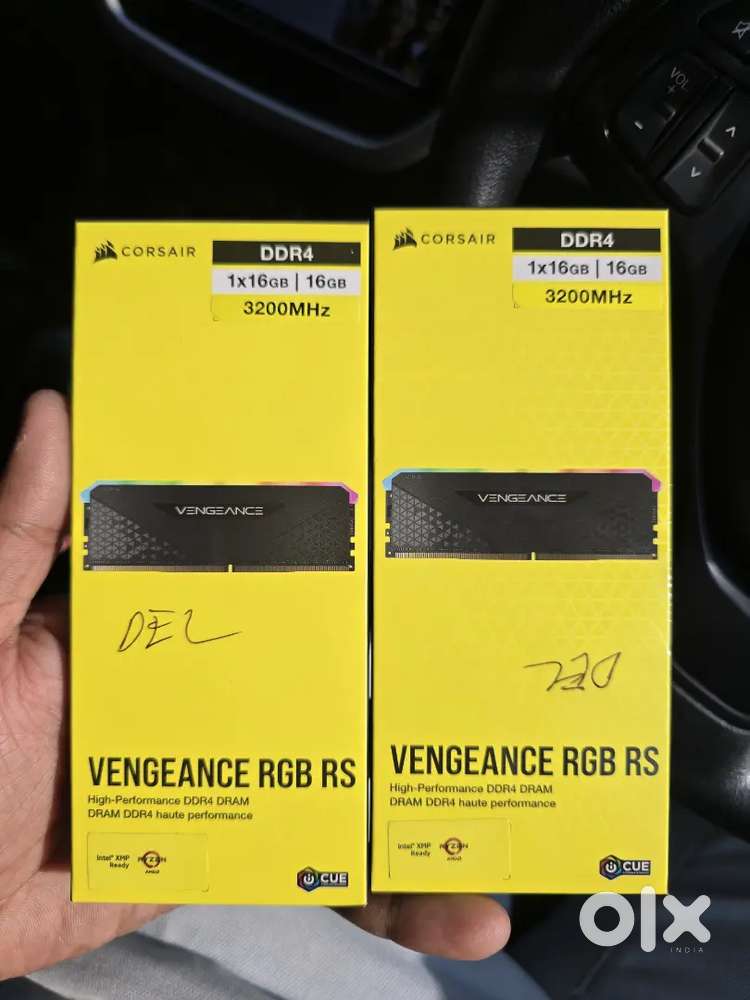 VOL
+
-
CORSAIR
DDR4
1x16GB | 16GB
3200MHz
VENGEANCE
DEL
VENGEANCE RGB RS
High-Performance DDR4 DRAM
DRAM DDR4 haute performance
Intel® XMP
Ready
RYZEN
AMD
iCUE
CORSAIR
DDR4
1x16GB | 16GB
3200MHz
VENGEANCE
DEL
VENGEANCE RGB RS
High-Performance DDR4 DRAM
DRAM DDR4 haute performance
Intel® XMP
Ready
RYZEN
AMD
iCUE
olx
INDIA